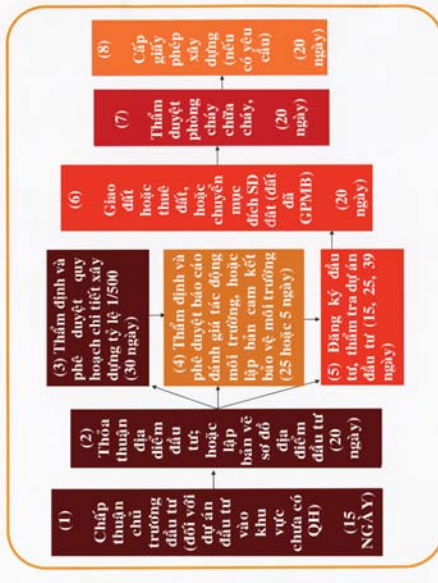 (1)
Chấp
thuận chủ
trương
đầu tư
(đối với
dự án
đầu tư
vào khu
vực
chưa có
QH)
(15
NGÀY)
(2)
Thỏa
thuận địa
điểm đầu
tư;
hoặc lập
bản vẽ
sơ đồ địa
điểm đầu tư
(20
ngày)
(3) Thẩm định và
phê duyệt quy
hoạch chi tiết xây
dựng tỷ lệ 1/500
(30 ngày)
(4) Thẩm định và
phê duyệt báo cáo
đánh giá tác động
môi trường, hoặc
lập bản cam kết
bảo vệ môi trường
(25 hoặc 5 ngày)
(5) Đăng ký đầu
tư, thẩm tra dự án
đầu tư (15, 25, 39
ngày)
(6)
Giao
đất hoặc
thuê
đất,
hoặc chuyển
mục
đích SD
đất (đất
đã
GPMB)
(20
ngày)
(7)
Thẩm
duyệt
phòng
cháy
chữa
cháy,
(20
ngày)
(8)
Cấp
giấy
phép
xây
dựng
(nếu
có yêu
cầu)
(20
ngày)